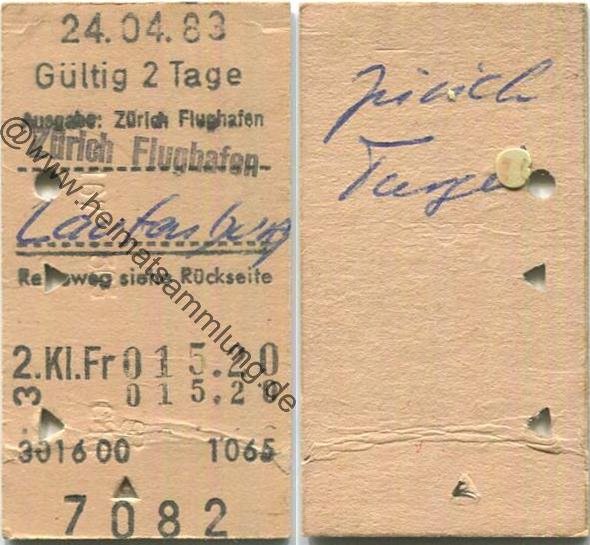 24.04.83
Gültig 2 Tage
Ausgabe: Zürich Flughafen
Zürich Flughafen
Laufenburg
Reiseweg siehe Rückseite
2.Kl.Fr 015.20
3 015.20
301600 1065
7082
@www.heimatsammlung.de
Zürich
Turgi